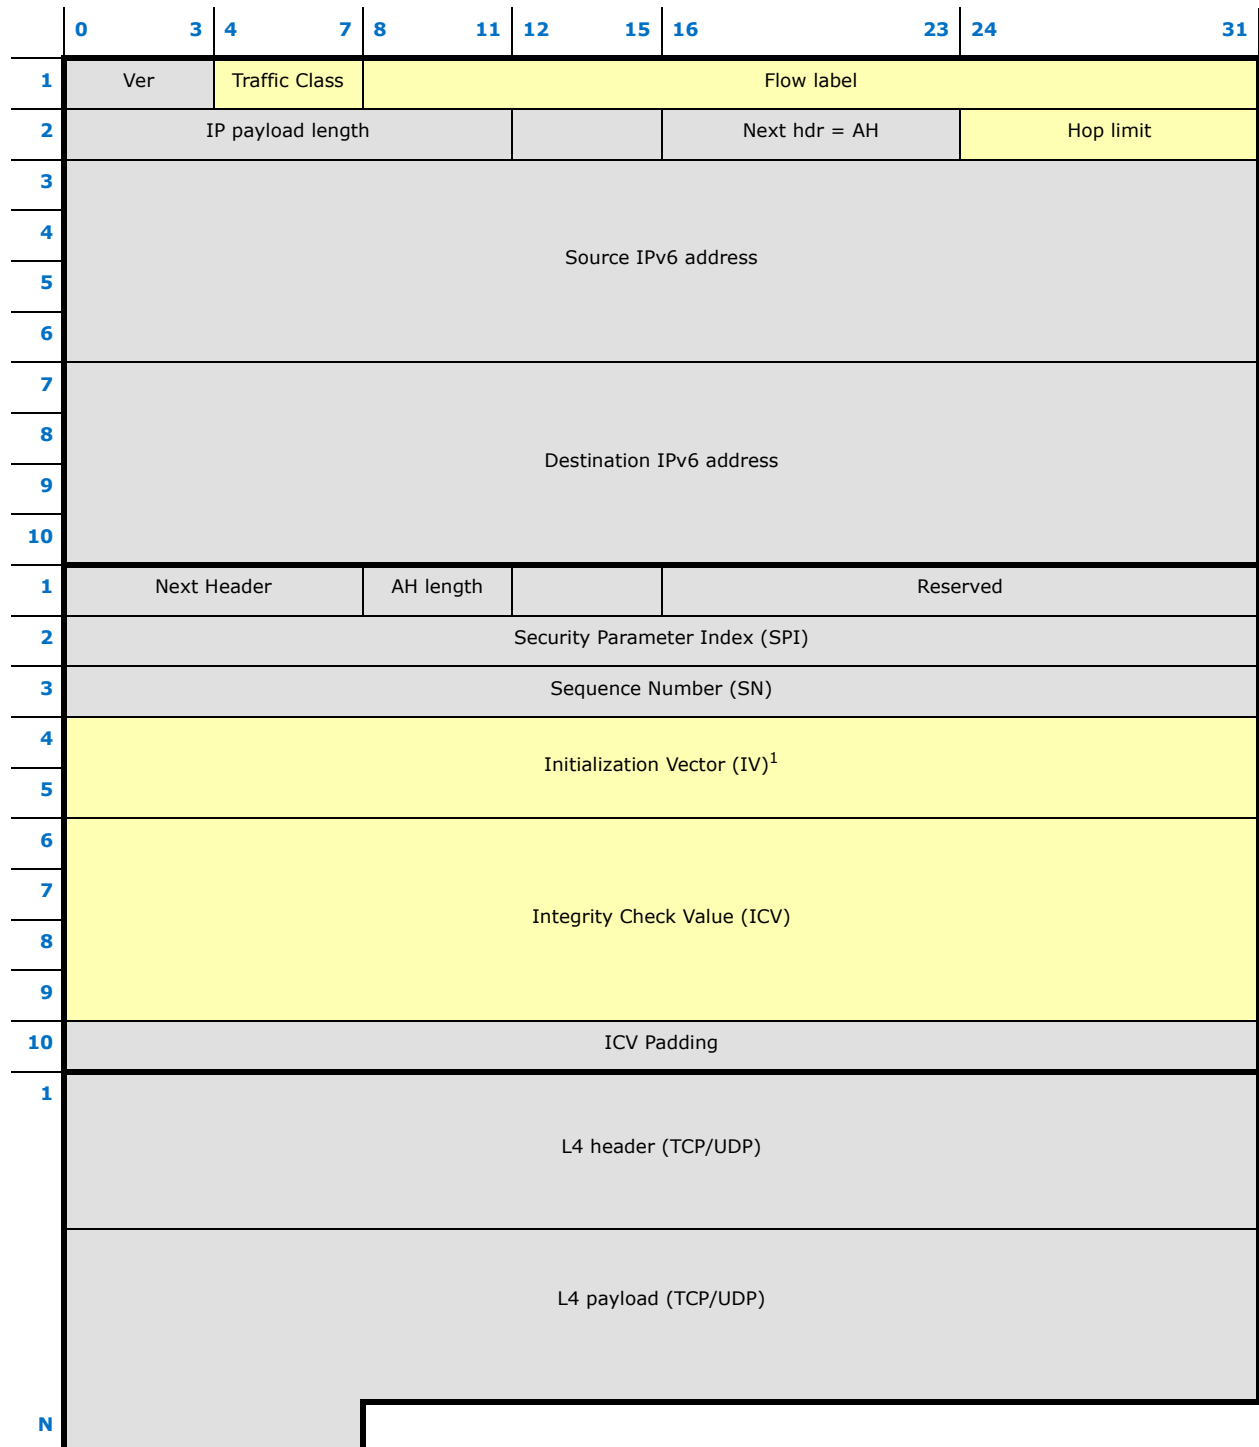 0 3 4 7 8 11 12 15 16 23 24 31
1 Ver Traffic Class Flow label
2 IP payload length Next hdr = AH Hop limit
3
4
Source IPv6 address
5
6
7
8
Destination IPv6 address
9
10
1 Next Header AH length Reserved
2 Security Parameter Index (SPI)
3 Sequence Number (SN)
4
Initialization Vector (IV)1
5
6
7
Integrity Check Value (ICV)
8
9
10 ICV Padding
1
L4 header (TCP/UDP)
L4 payload (TCP/UDP)
N